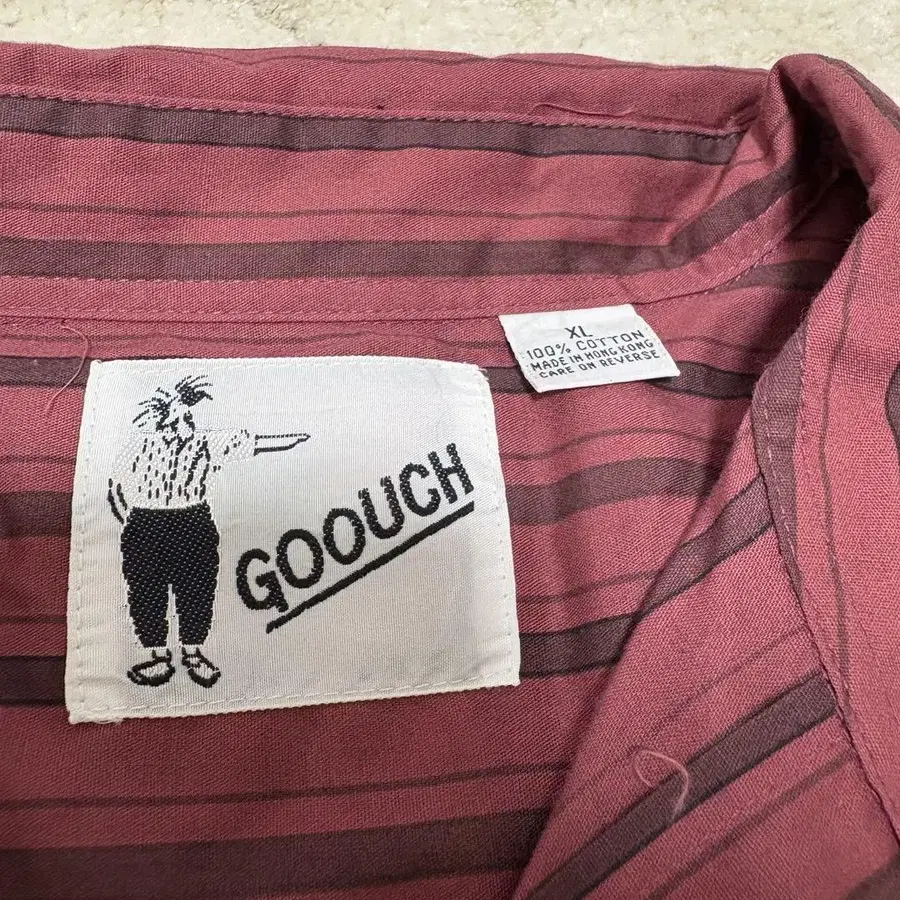 XL
100% COTTON
MADE IN HONG KONG
CARE ON REVERSE
GOOUCH